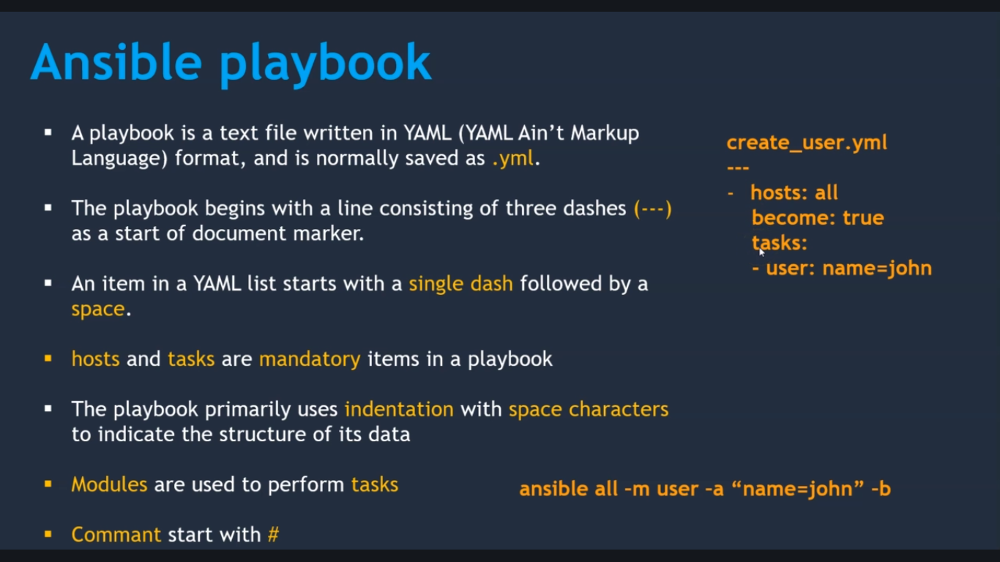 Ansible playbook
▪ A playbook is a text file written in YAML (YAML Ain’t Markup
Language) format, and is normally saved as .yml.
▪ The playbook begins with a line consisting of three dashes (---)
as a start of document marker.
▪ An item in a YAML list starts with a single dash followed by a
space.
▪ hosts and tasks are mandatory items in a playbook
▪ The playbook primarily uses indentation with space characters
to indicate the structure of its data
▪ Modules are used to perform tasks
▪ Commant start with #
create_user.yml
---
- hosts: all
become: true
tasks:
- user: name=john
ansible all –m user –a “name=john” –b